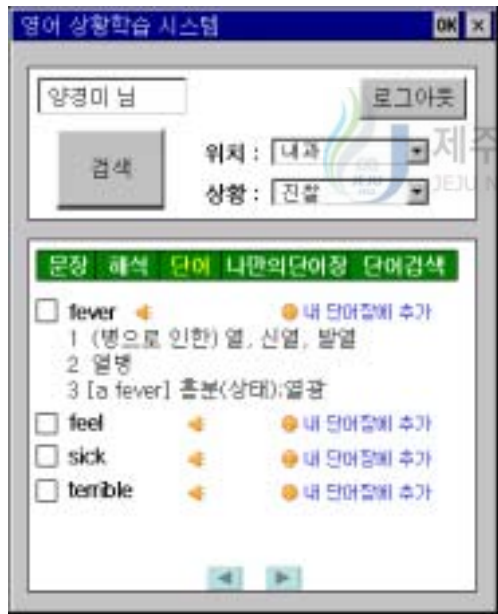 영어 상황학습 시스템 OK ×
양경미 님 로그아웃
검색 위치 : 내과
상황 : 진찰
문장 해석 단어 나만의단어장 단어검색
fever 내 단어장에 추가
1 (병으로 인한) 열, 신열, 발열
2 열병
3 [a fever] 흥분(상태);열광
feel 내 단어장에 추가
sick 내 단어장에 추가
terrible 내 단어장에 추가
제주
JEJU N